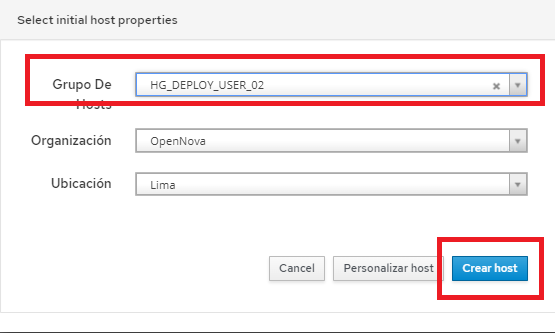 Select initial host properties
Grupo De
Hosts
HG_DEPLOY_USER_02
Organización
OpenNova
Ubicación
Lima
Cancel
Personalizar host
Crear host